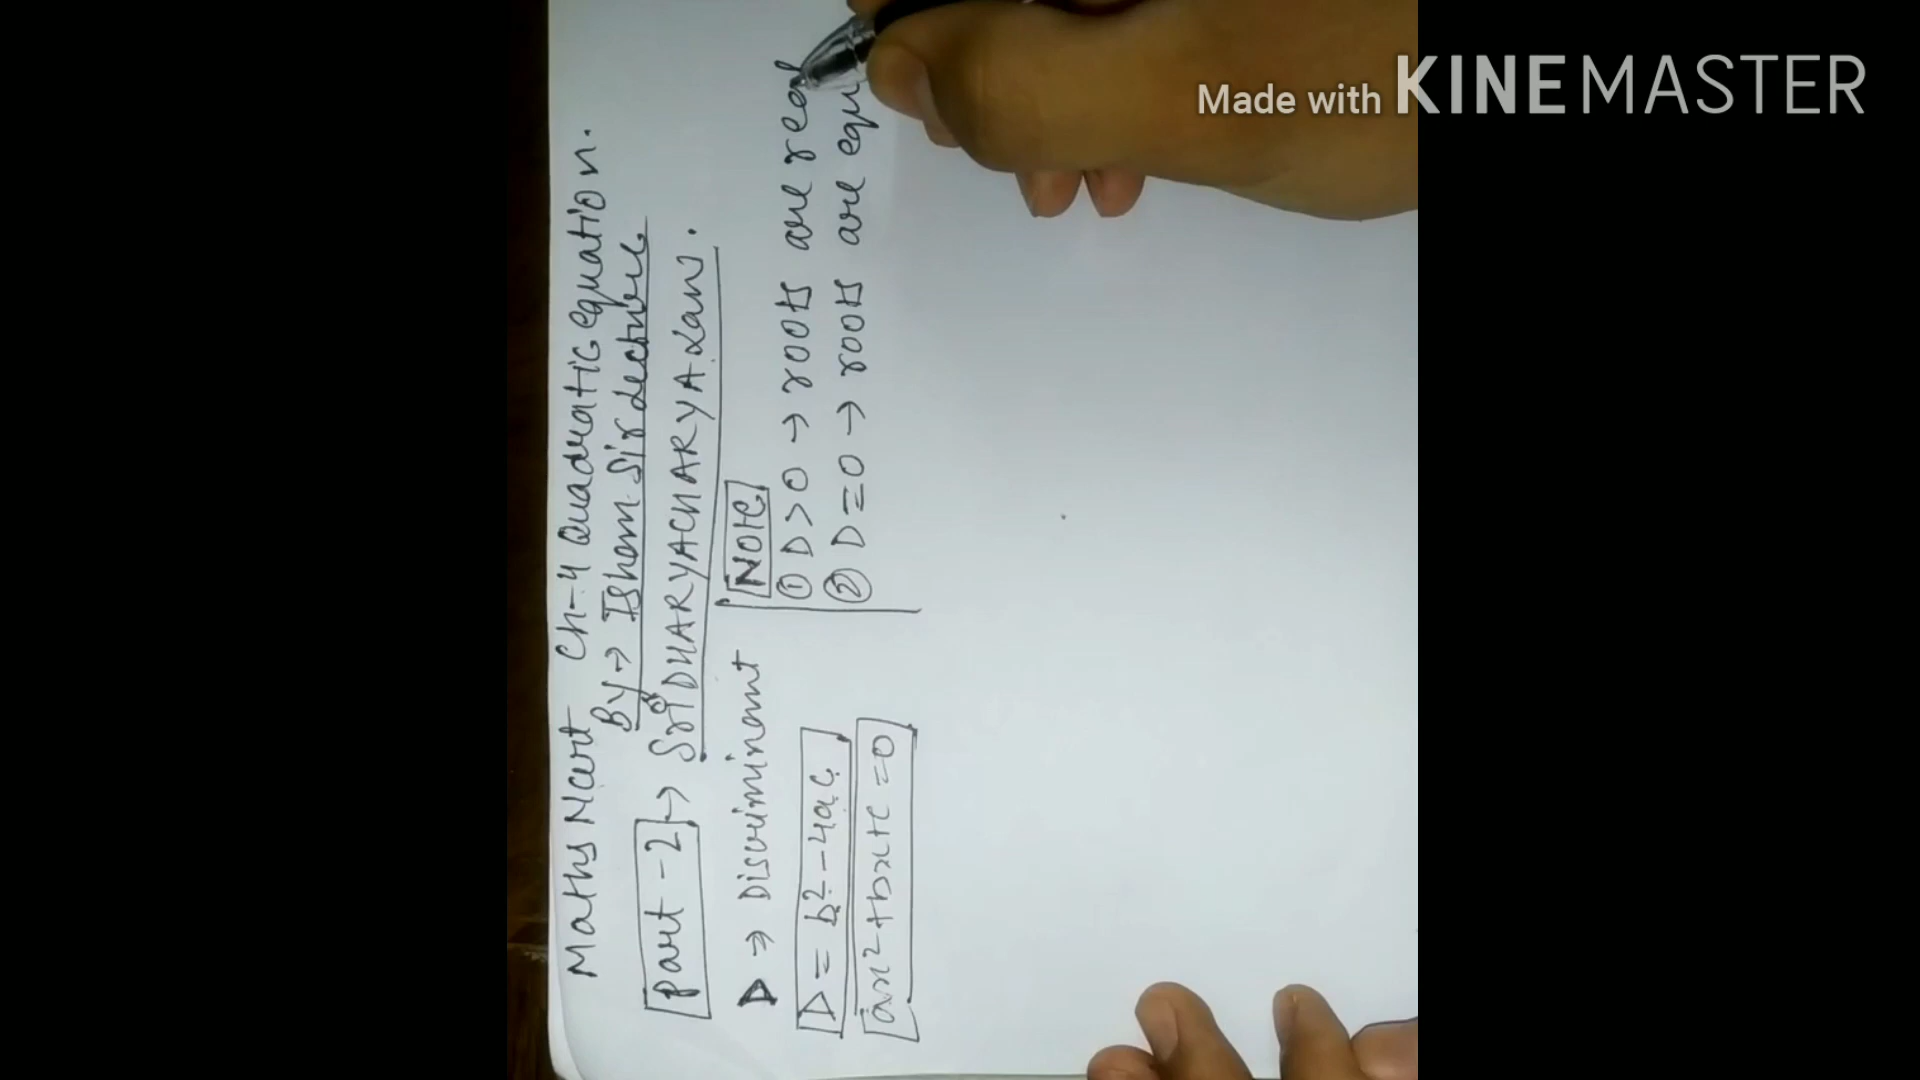 Maths Ncert Ch-4 Quadratic equation.
By → Isham Sir Lecture
Part-2 → SriDHARYACHARYA Law.
D → Discriminant
D = b²-4ac
ax²+bx+c=0
NOTE
① D>0 → roots are real
② D=0 → roots are equ
Made with KINEMASTER